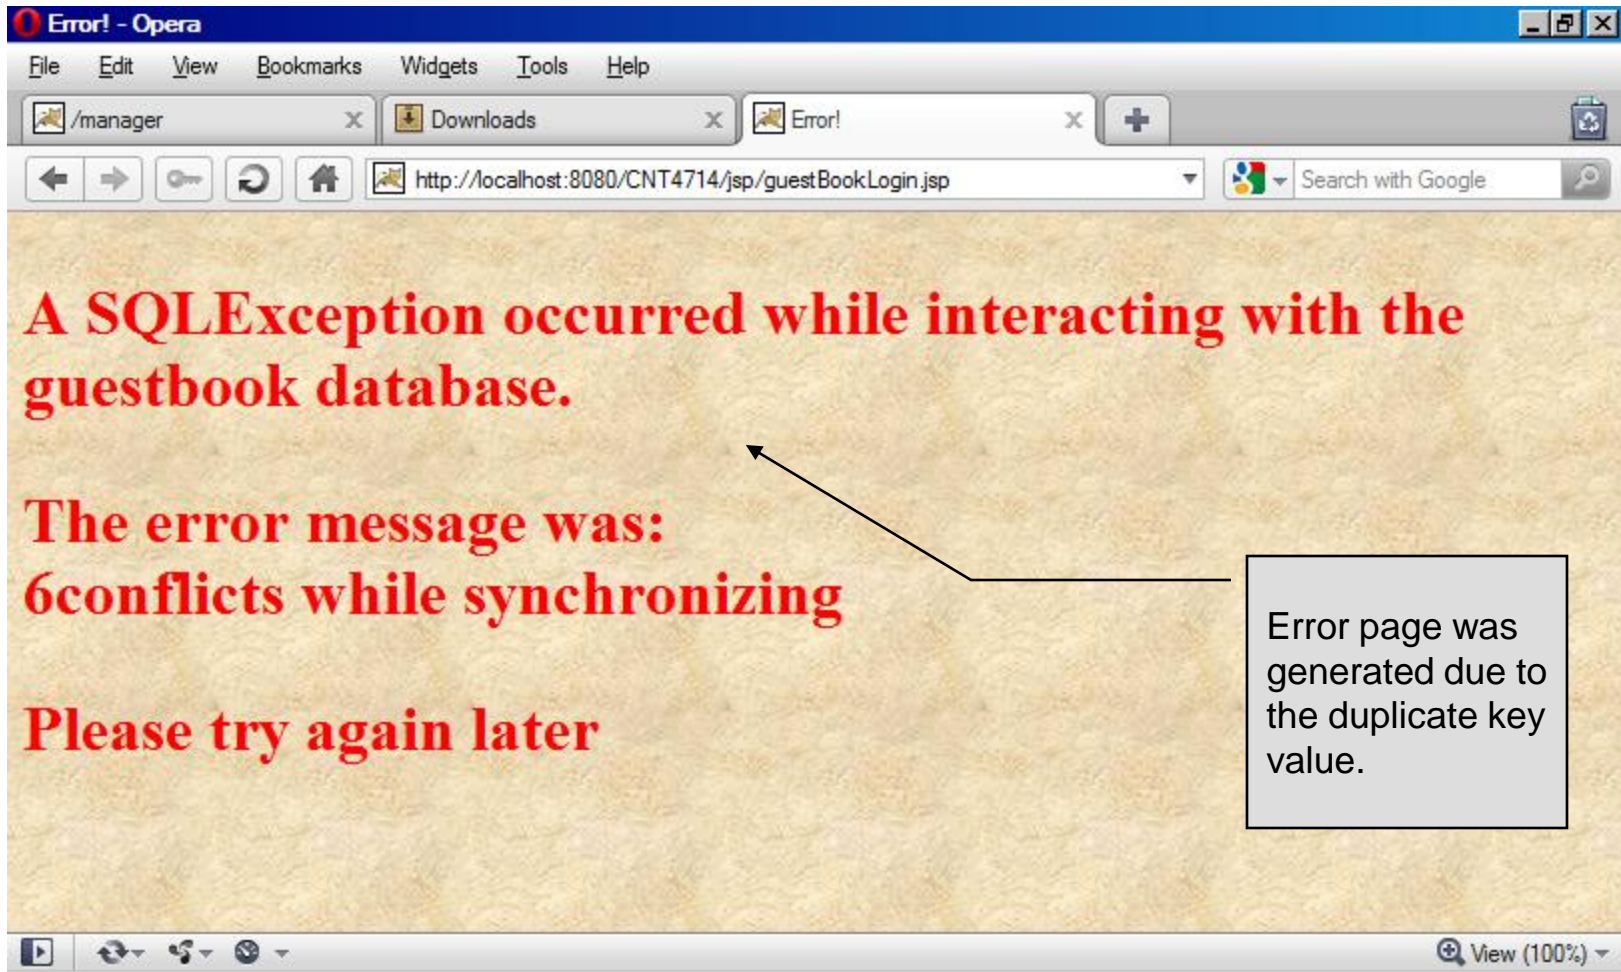 Error! - Opera
File Edit View Bookmarks Widgets Tools Help
/manager Downloads Error!
http://localhost:8080/CNT4714/jsp/guestBookLogin.jsp Search with Google
A SQLException occurred while interacting with the
guestbook database.
The error message was:
6conflicts while synchronizing
Please try again later
Error page was
generated due to
the duplicate key
value.
View (100%)